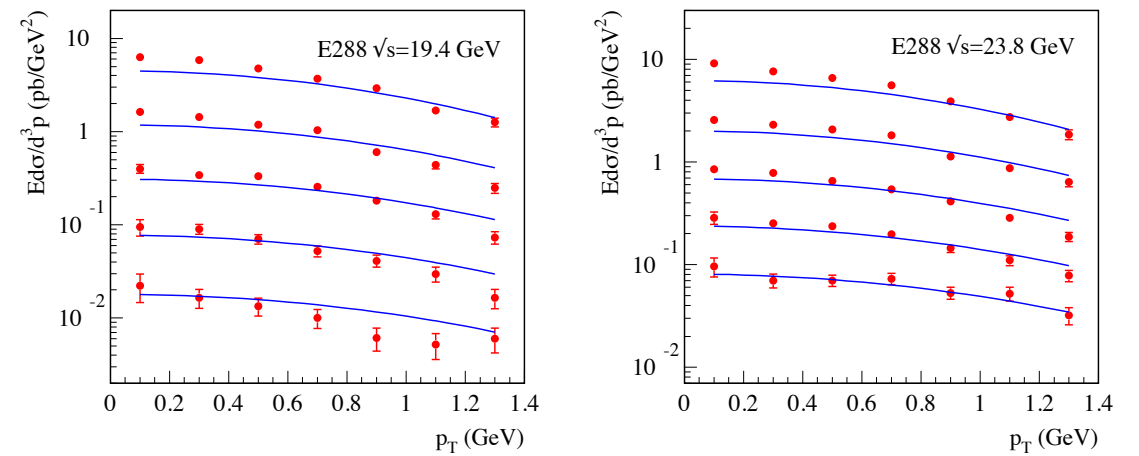 E288 √s=19.4 GeV
Edσ/d³p (pb/GeV²)
10
1
10⁻¹
10⁻²
0 0.2 0.4 0.6 0.8 1 1.2 1.4
p_T (GeV)
E288 √s=23.8 GeV
Edσ/d³p (pb/GeV²)
10
1
10⁻¹
10⁻²
0 0.2 0.4 0.6 0.8 1 1.2 1.4
p_T (GeV)